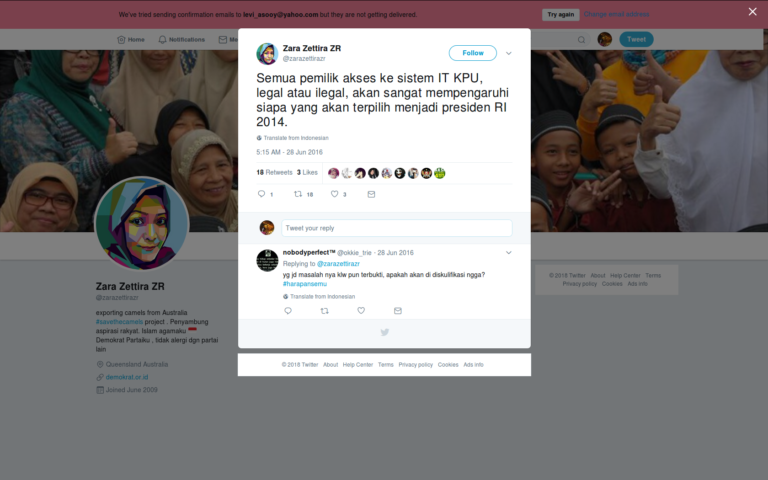 We've tried sending confirmation emails to levi_asooy@yahoo.com but they are not getting delivered.
Try again
Change email address
Home
Notifications
Me
Tweet
Zara Zettira ZR
@zarazettirazr
Follow
Semua pemilik akses ke sistem IT KPU,
legal atau ilegal, akan sangat mempengaruhi
siapa yang akan terpilih menjadi presiden RI
2014.
Translate from Indonesian
5:15 AM - 28 Jun 2016
18 Retweets 3 Likes
1
18
3
Tweet your reply
nobodyperfect™ @okkie_trie - 28 Jun 2016
Replying to @zarazettirazr
yg jd masalah nya klw pun terbukti, apakah akan di diskulifikasi ngga?
#harapansemu
Translate from Indonesian
© 2018 Twitter About Help Center Terms Privacy policy Cookies Ads info
Zara Zettira ZR
@zarazettirazr
exporting camels from Australia
#savethecamels project.. Penyambung
aspirasi rakyat. Islam agamaku
Demokrat Partaiku , tidak alergi dgn partai
lain
Queensland Australia
demokrat.or.id
Joined June 2009
© 2018 Twitter About Help Center Terms
Privacy policy Cookies Ads info